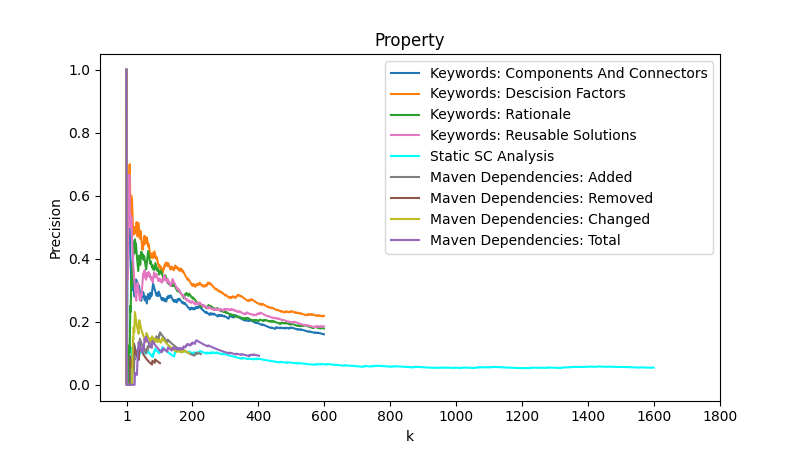 Property
1.0
0.8
0.6
0.4
0.2
0.0
Precision
Keywords: Components And Connectors
Keywords: Descision Factors
Keywords: Rationale
Keywords: Reusable Solutions
Static SC Analysis
Maven Dependencies: Added
Maven Dependencies: Removed
Maven Dependencies: Changed
Maven Dependencies: Total
1 200 400 600 800 1000 1200 1400 1600 1800
k